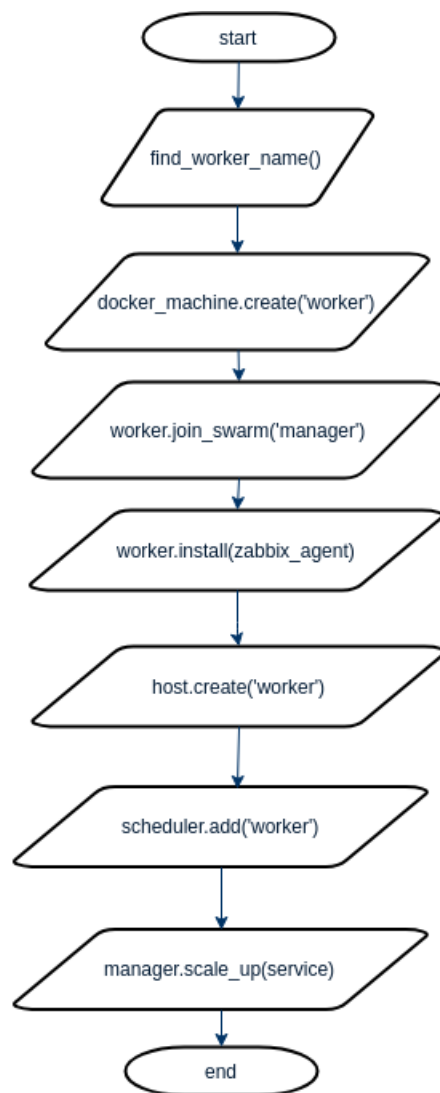 start
find_worker_name()
docker_machine.create('worker')
worker.join_swarm('manager')
worker.install(zabbix_agent)
host.create('worker')
scheduler.add('worker')
manager.scale_up(service)
end